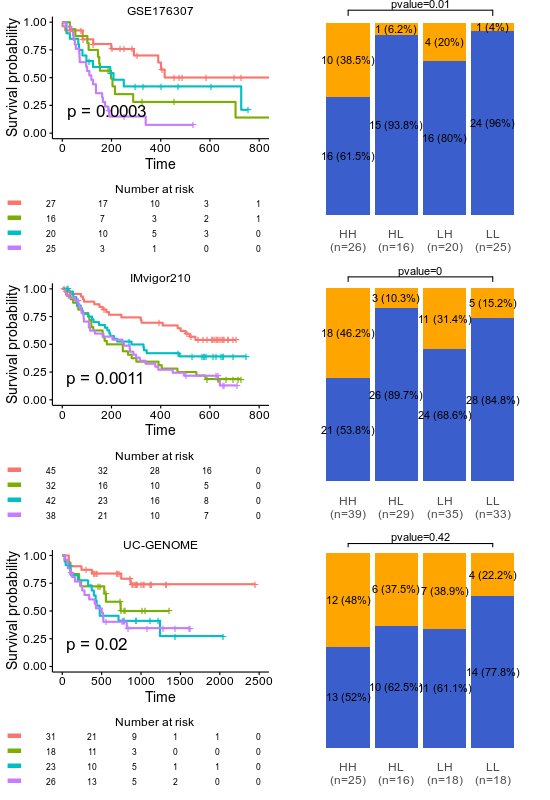 GSE176307
Survival probability
1.00
0.75
0.50
0.25
0.00
p = 0.0003
0
200
400
600
800
Time
Number at risk
27 17 10 3 1
16 7 3 2 1
20 10 5 3 0
25 3 1 0 0
pvalue=0.01
10 (38.5%)
1 (6.2%)
4 (20%)
1 (4%)
16 (61.5%)
15 (93.8%)
16 (80%)
24 (96%)
HH HL LH LL
(n=26) (n=16) (n=20) (n=25)
IMvigor210
Survival probability
1.00
0.75
0.50
0.25
0.00
p = 0.0011
0 200 400 600 800
Time
Number at risk
45 32 28 16 0
32 16 10 5 0
42 23 16 8 0
38 21 10 7 0
pvalue=0
18 (46.2%)
3 (10.3%)
11 (31.4%)
5 (15.2%)
21 (53.8%)
26 (89.7%)
24 (68.6%)
28 (84.8%)
HH HL LH LL
(n=39) (n=29) (n=35) (n=33)
UC-GENOME
Survival probability
1.00
0.75
0.50
0.25
0.00
p = 0.02
0 500 1000 1500 2000 2500
Time
Number at risk
31 21 9 1 1 0
18 11 3 0 0 0
23 10 5 1 1 0
26 13 5 2 0 0
pvalue=0.42
12 (48%)
6 (37.5%)
7 (38.9%)
4 (22.2%)
13 (52%)
10 (62.5%)
11 (61.1%)
14 (77.8%)
HH HL LH LL
(n=25) (n=16) (n=18) (n=18)